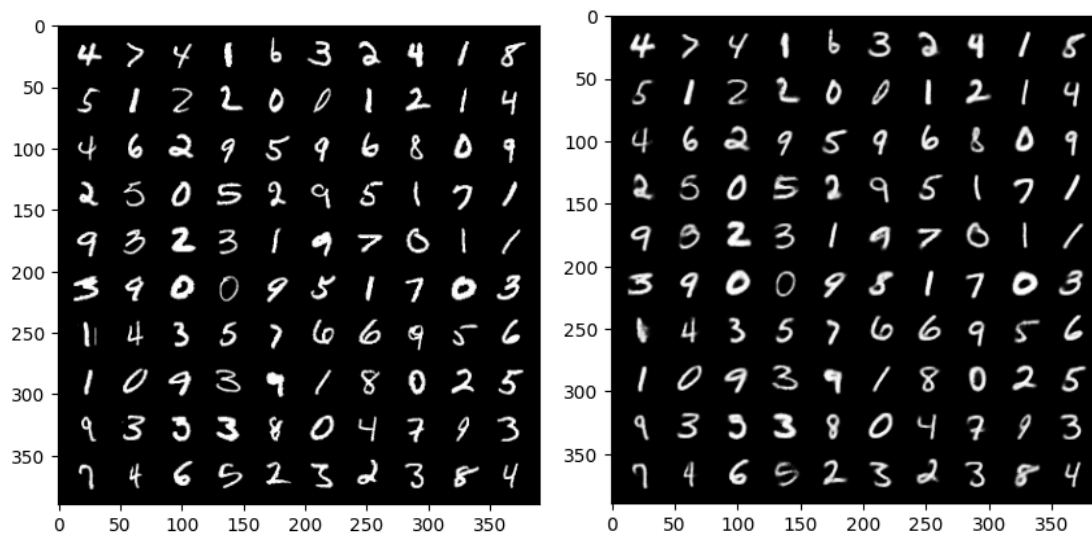 0
50
100
150
200
250
300
350
0 50 100 150 200 250 300 350
4 7 4 1 6 3 2 4 1 8
5 1 2 2 0 0 1 2 1 4
4 6 2 9 5 9 6 8 0 9
2 5 0 5 2 9 5 1 7 1
9 3 2 3 1 9 7 0 1 1
3 9 0 0 9 5 1 7 0 3
1 4 3 5 7 6 6 9 5 6
1 0 9 3 9 1 8 0 2 5
9 3 3 3 8 0 4 7 9 3
7 4 6 5 2 3 2 3 8 4
0
50
100
150
200
250
300
350
0 50 100 150 200 250 300 350
4 7 4 1 6 3 2 9 1 8
5 1 2 2 0 0 1 2 1 4
4 6 2 9 5 9 6 8 0 9
2 5 0 5 2 9 5 1 7 1
9 3 2 3 1 9 7 0 1 1
3 9 0 0 9 8 1 7 0 3
4 3 5 7 6 6 9 5 6
1 0 9 3 9 1 8 0 2 5
9 3 3 3 8 0 4 7 9 3
7 4 6 5 2 3 2 3 8 4